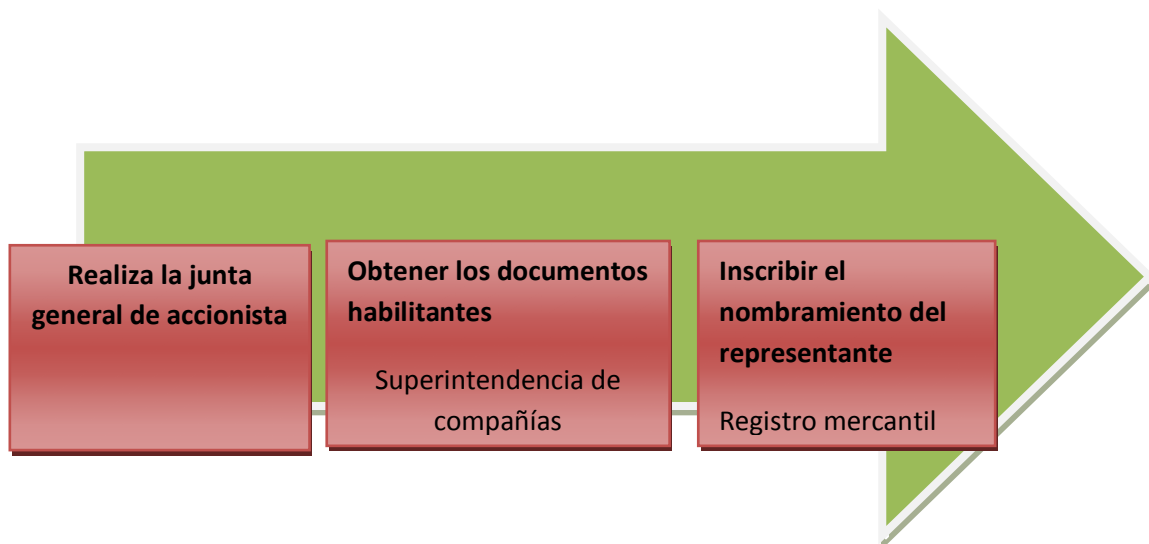 Realiza la junta
general de accionista
Obtener los documentos
habilitantes
Superintendencia de
compañías
Inscribir el
nombramiento del
representante
Registro mercantil